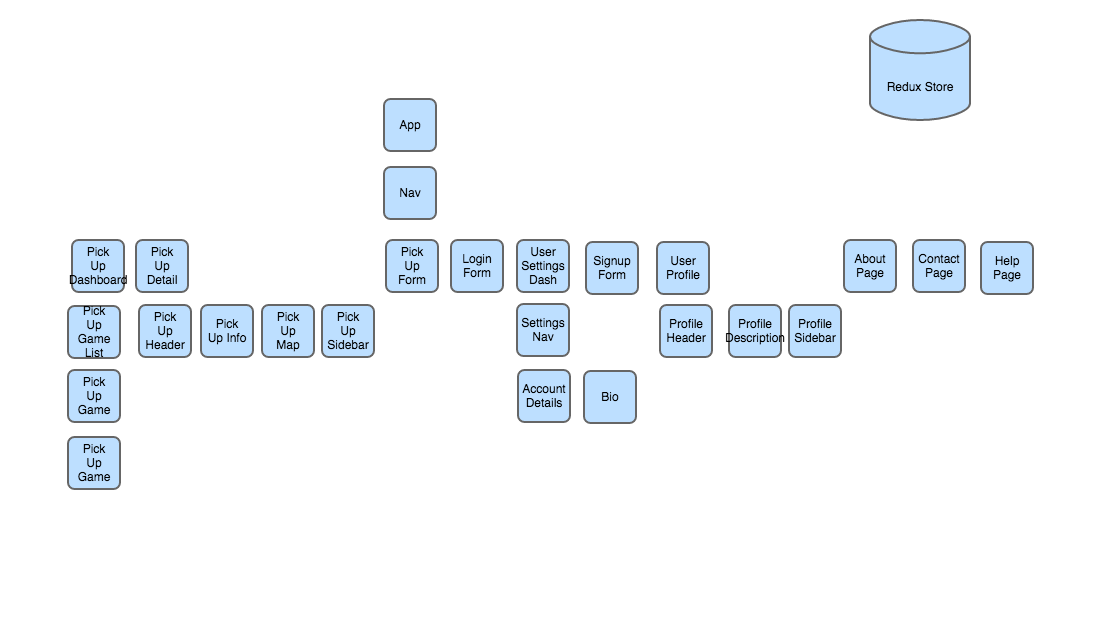 Redux Store
App
Nav
Pick
Up
Dashboard
Pick
Up
Detail
Pick
Up
Form
Login
Form
User
Settings
Dash
Signup
Form
User
Profile
About
Page
Contact
Page
Help
Page
Pick
Up
Game
List
Pick
Up
Header
Pick
Up Info
Pick
Up
Map
Pick
Up
Sidebar
Settings
Nav
Profile
Header
Profile
Description
Profile
Sidebar
Pick
Up
Game
Account
Details
Bio
Pick
Up
Game